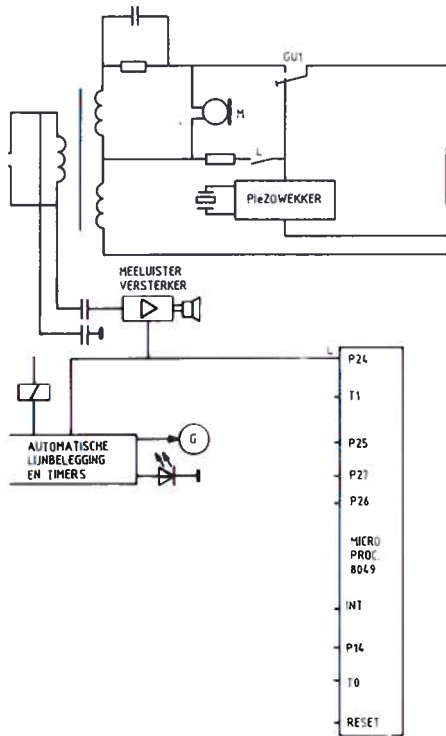 GU1
M
L
PIEZOWEKKER
MEELUISTER
VERSTERKER
L
P24
T1
G
AUTOMATISCHE
LIJNBELEGGING
EN TIMERS
P25
P27
P26
MICRO
PROC.
8049
INT
P14
T0
RESET